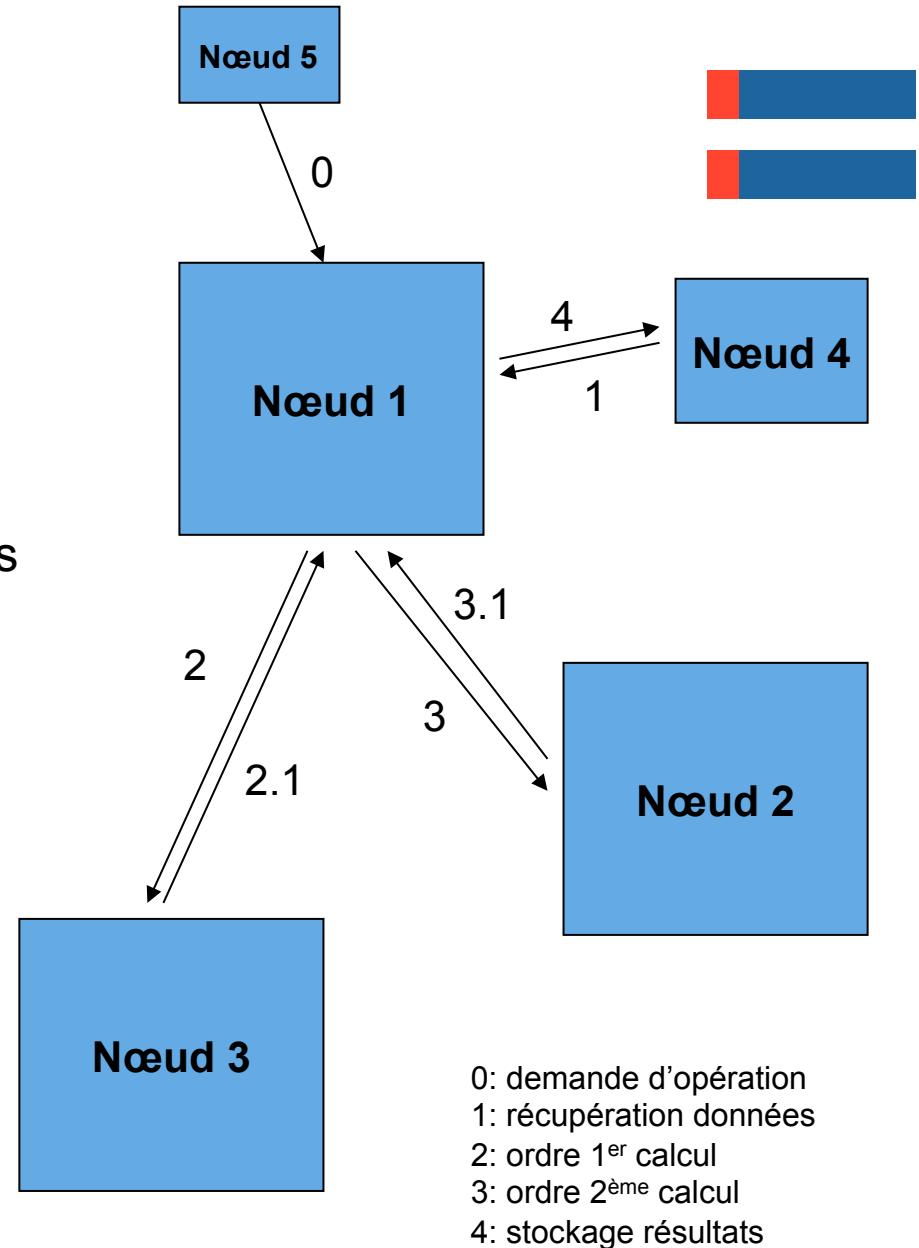 Nœud 5
0
4
Nœud 4
Nœud 1
1
s
3.1
2
3
2.1
Nœud 2
Nœud 3
0: demande d'opération
1: récupération données
2: ordre 1er calcul
3: ordre 2ème calcul
4: stockage résultats